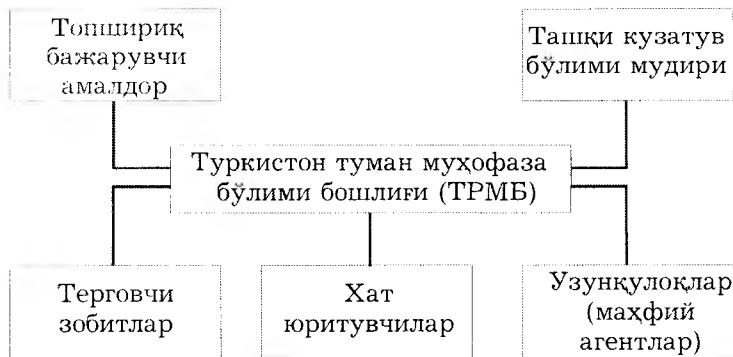 Топшириқ
бажарувчи
амалдор
Ташқи кузатув
бўлими мудири
Туркистон туман муҳофаза
бўлими бошлиғи (ТРМБ)
Терговчи
зобитлар
Хат
юритувчилар
Узунқулоқлар
(маҳфий
агентлар)